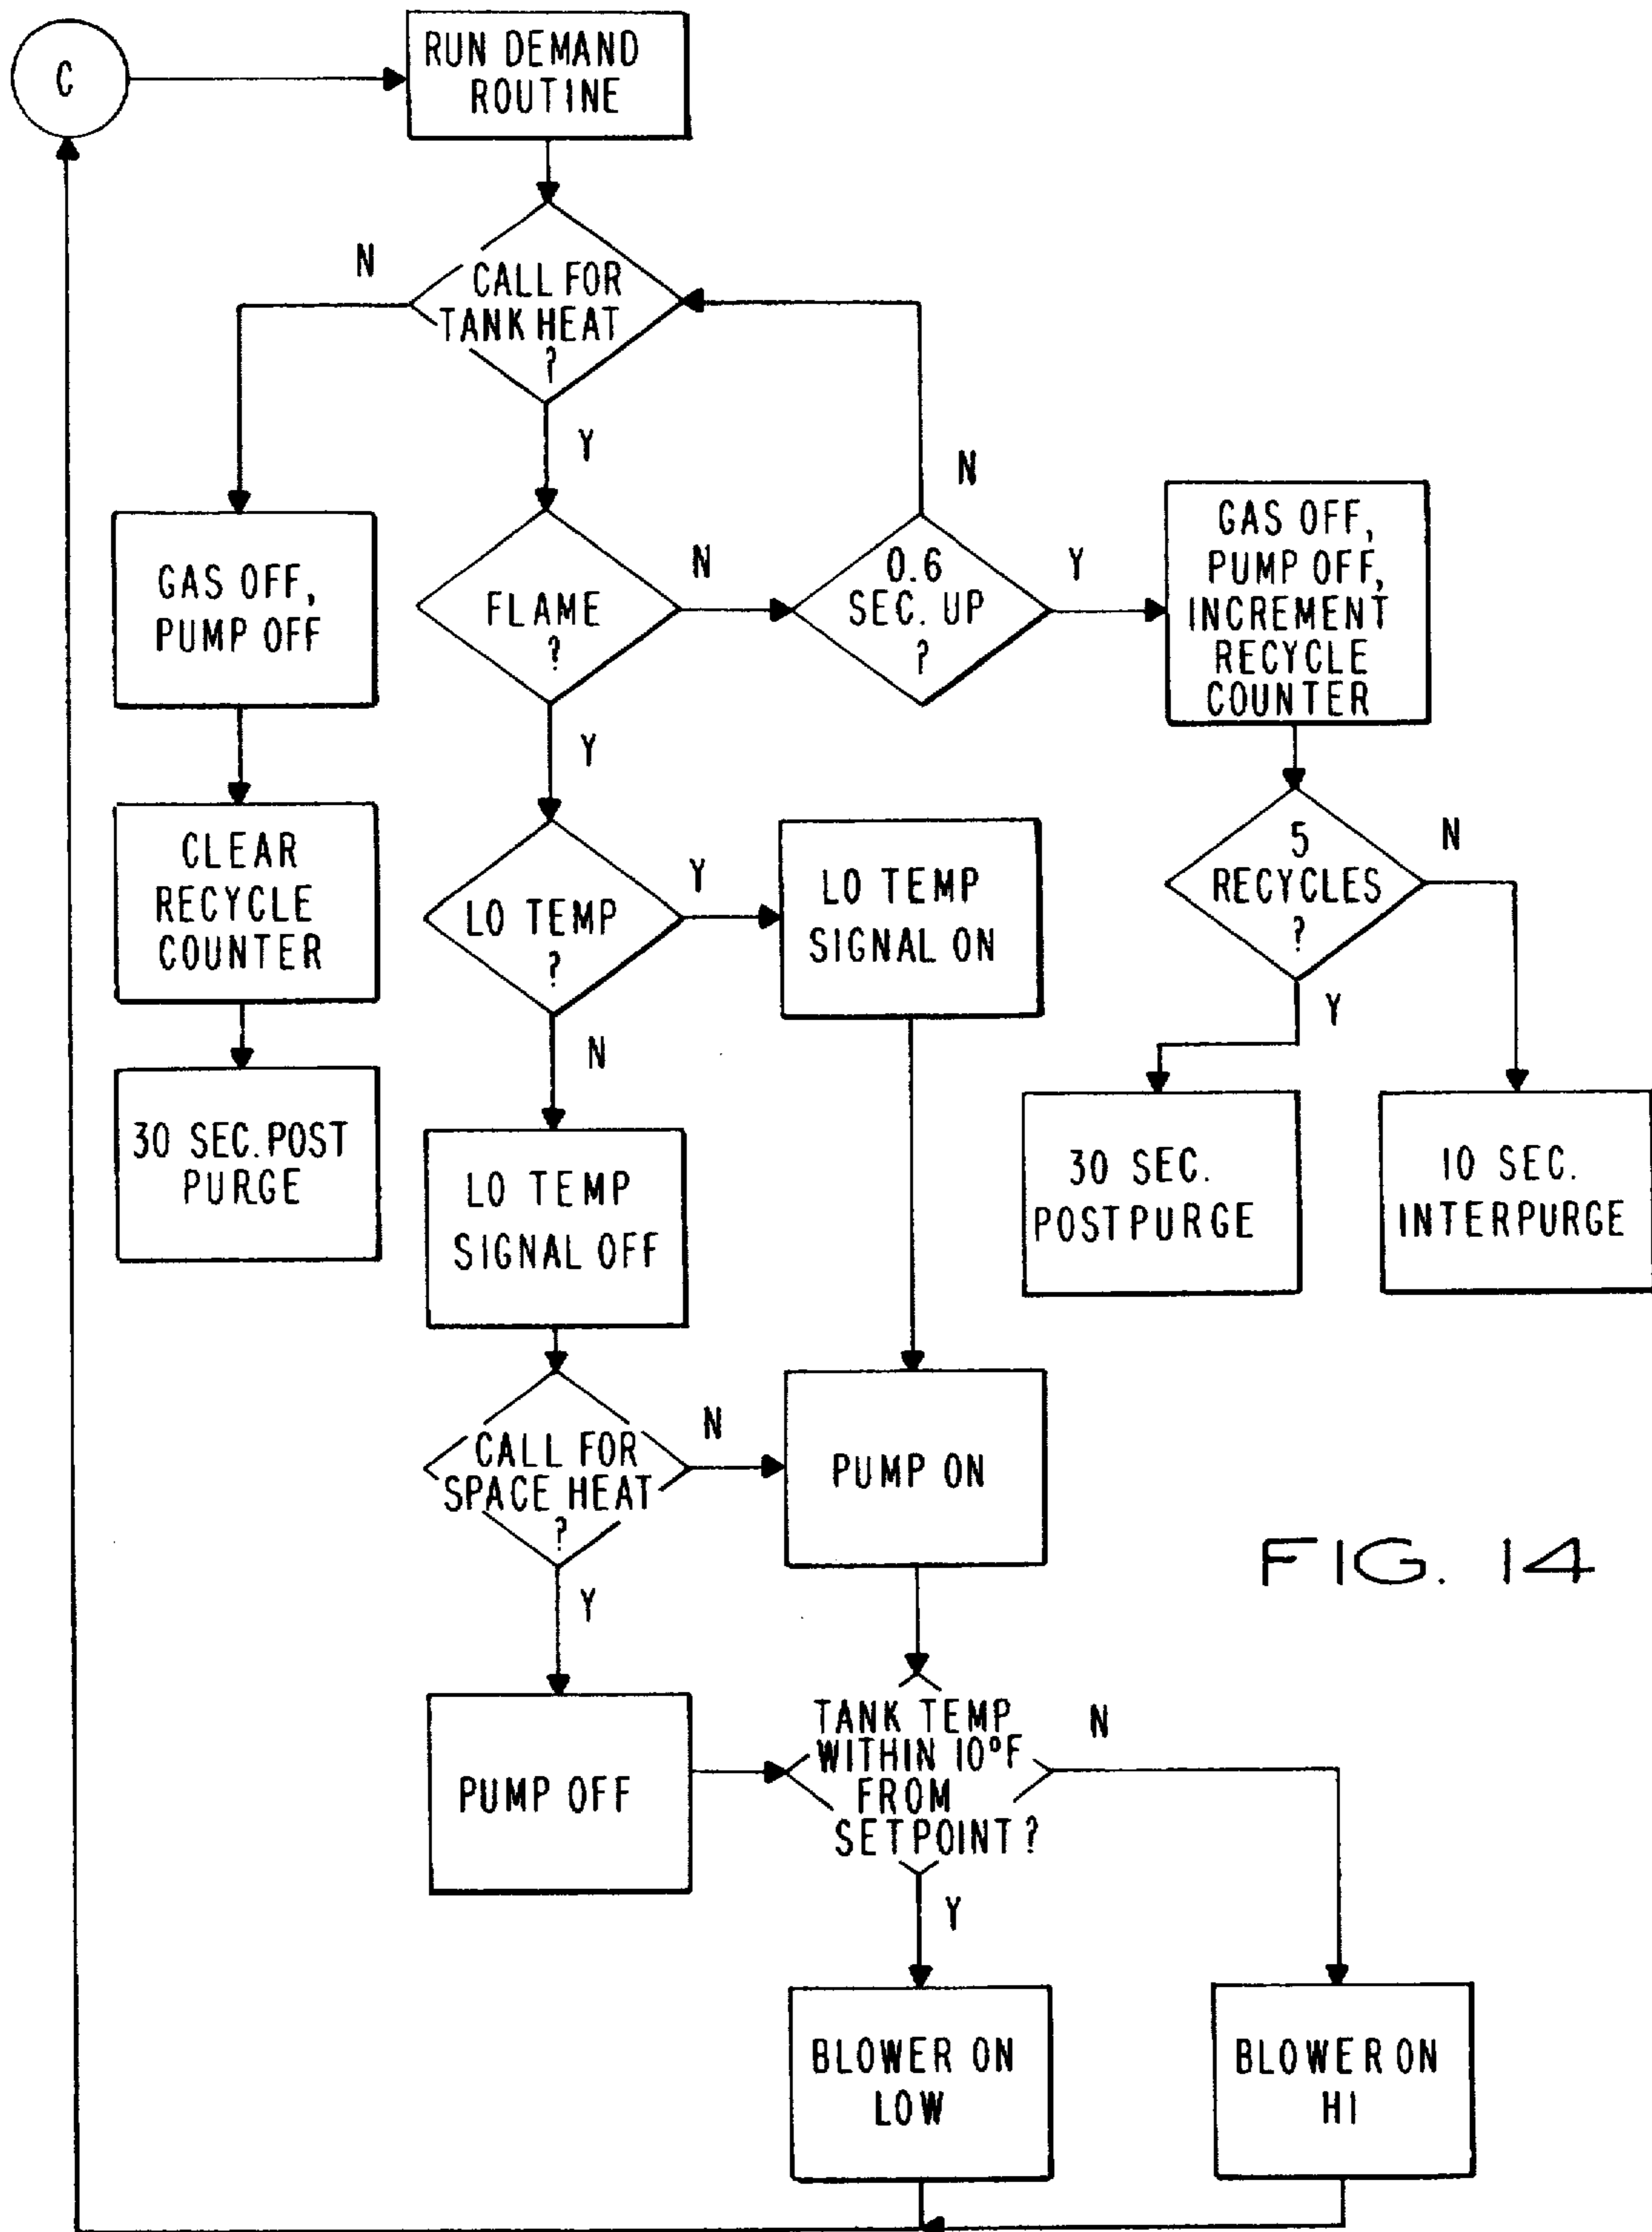 C
RUN DEMAND
ROUTINE
N
CALL FOR
TANK HEAT
?
Y
N
GAS OFF,
PUMP OFF
FLAME
?
N
0.6
SEC. UP
?
Y
GAS OFF,
PUMP OFF,
INCREMENT
RECYCLE
COUNTER
Y
CLEAR
RECYCLE
COUNTER
LO TEMP
?
Y
LO TEMP
SIGNAL ON
5
RECYCLES
?
N
Y
N
30 SEC. POST
PURGE
LO TEMP
SIGNAL OFF
30 SEC.
POSTPURGE
10 SEC.
INTERPURGE
CALL FOR
SPACE HEAT
?
N
PUMP ON
Y
FIG. 14
PUMP OFF
TANK TEMP
WITHIN 10°F
FROM
SETPOINT?
N
Y
BLOWER ON
LOW
BLOWER ON
HI